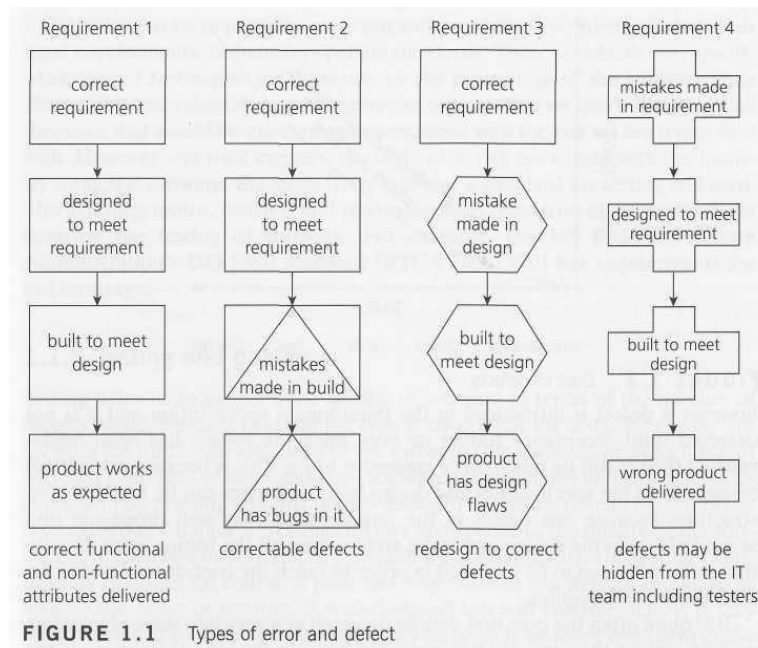 Requirement 1
correct
requirement
designed
to meet
requirement
built to meet
design
product works
as expected
correct functional
and non-functional
attributes delivered
Requirement 2
correct
requirement
designed
to meet
requirement
mistakes
made in build
product
has bugs in it
correctable defects
Requirement 3
correct
requirement
mistake
made in
design
built to
meet design
product
has design
flaws
redesign to correct
defects
Requirement 4
mistakes made
in requirement
designed to meet
requirement
built to meet
design
wrong product
delivered
defects may be
hidden from the IT
team including testers
FIGURE 1.1 Types of error and defect